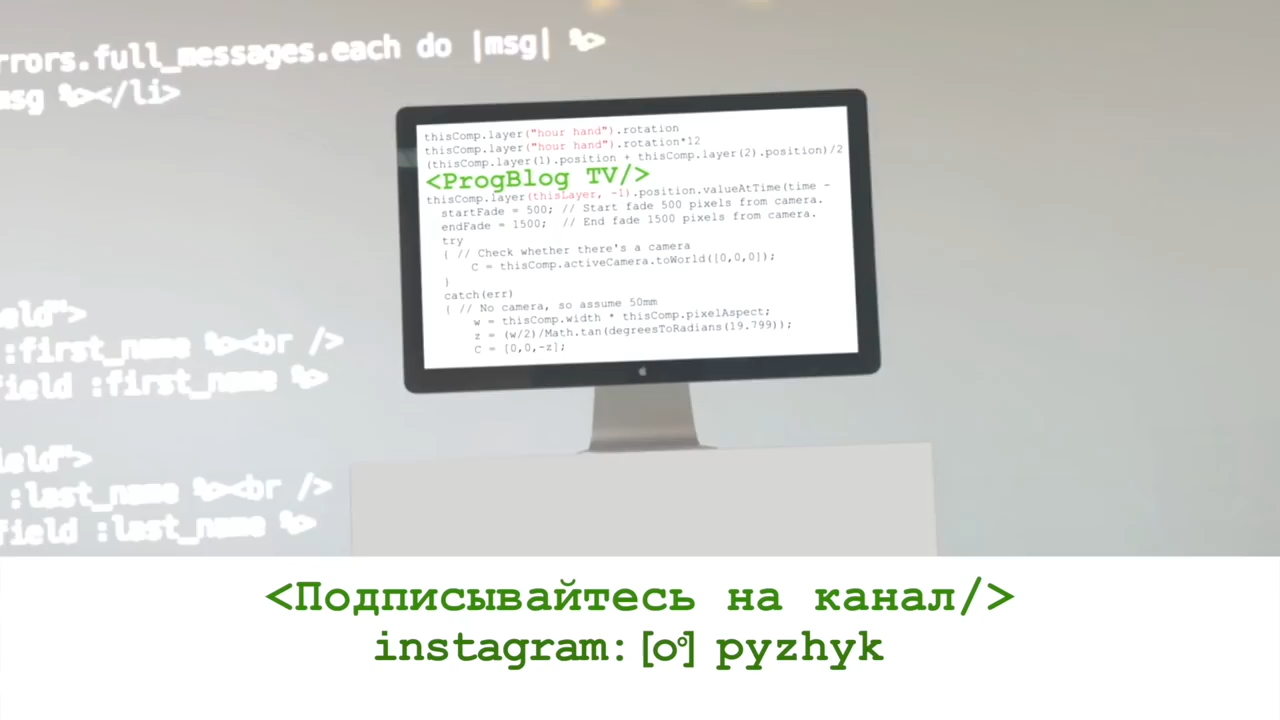 rrors.full_messages.each do |msg| %>
msg %></li>
thisComp.layer("hour hand").rotation
thisComp.layer("hour hand").rotation*12
(thisComp.layer(1).position + thisComp.layer(2).position)/2
<ProgBlog TV/>
thisComp.layer(thisLayer, -1).position.valueAtTime(time -
startFade = 500; // Start fade 500 pixels from camera.
endFade = 1500; // End fade 1500 pixels from camera.
try
{ // Check whether there's a camera
C = thisComp.activeCamera.toWorld([0,0,0]);
}
catch(err)
{ // No camera, so assume 50mm
w = thisComp.width * thisComp.pixelAspect;
z = (w/2)/Math.tan(degreesToRadians(19.799));
C = [0,0,-z];
ield">
:first_name %><br />
field :first_name %>
ield">
:last_name %><br />
field :last_name %>
<Подписывайтесь на канал/>
instagram:[o°] pyzhyk